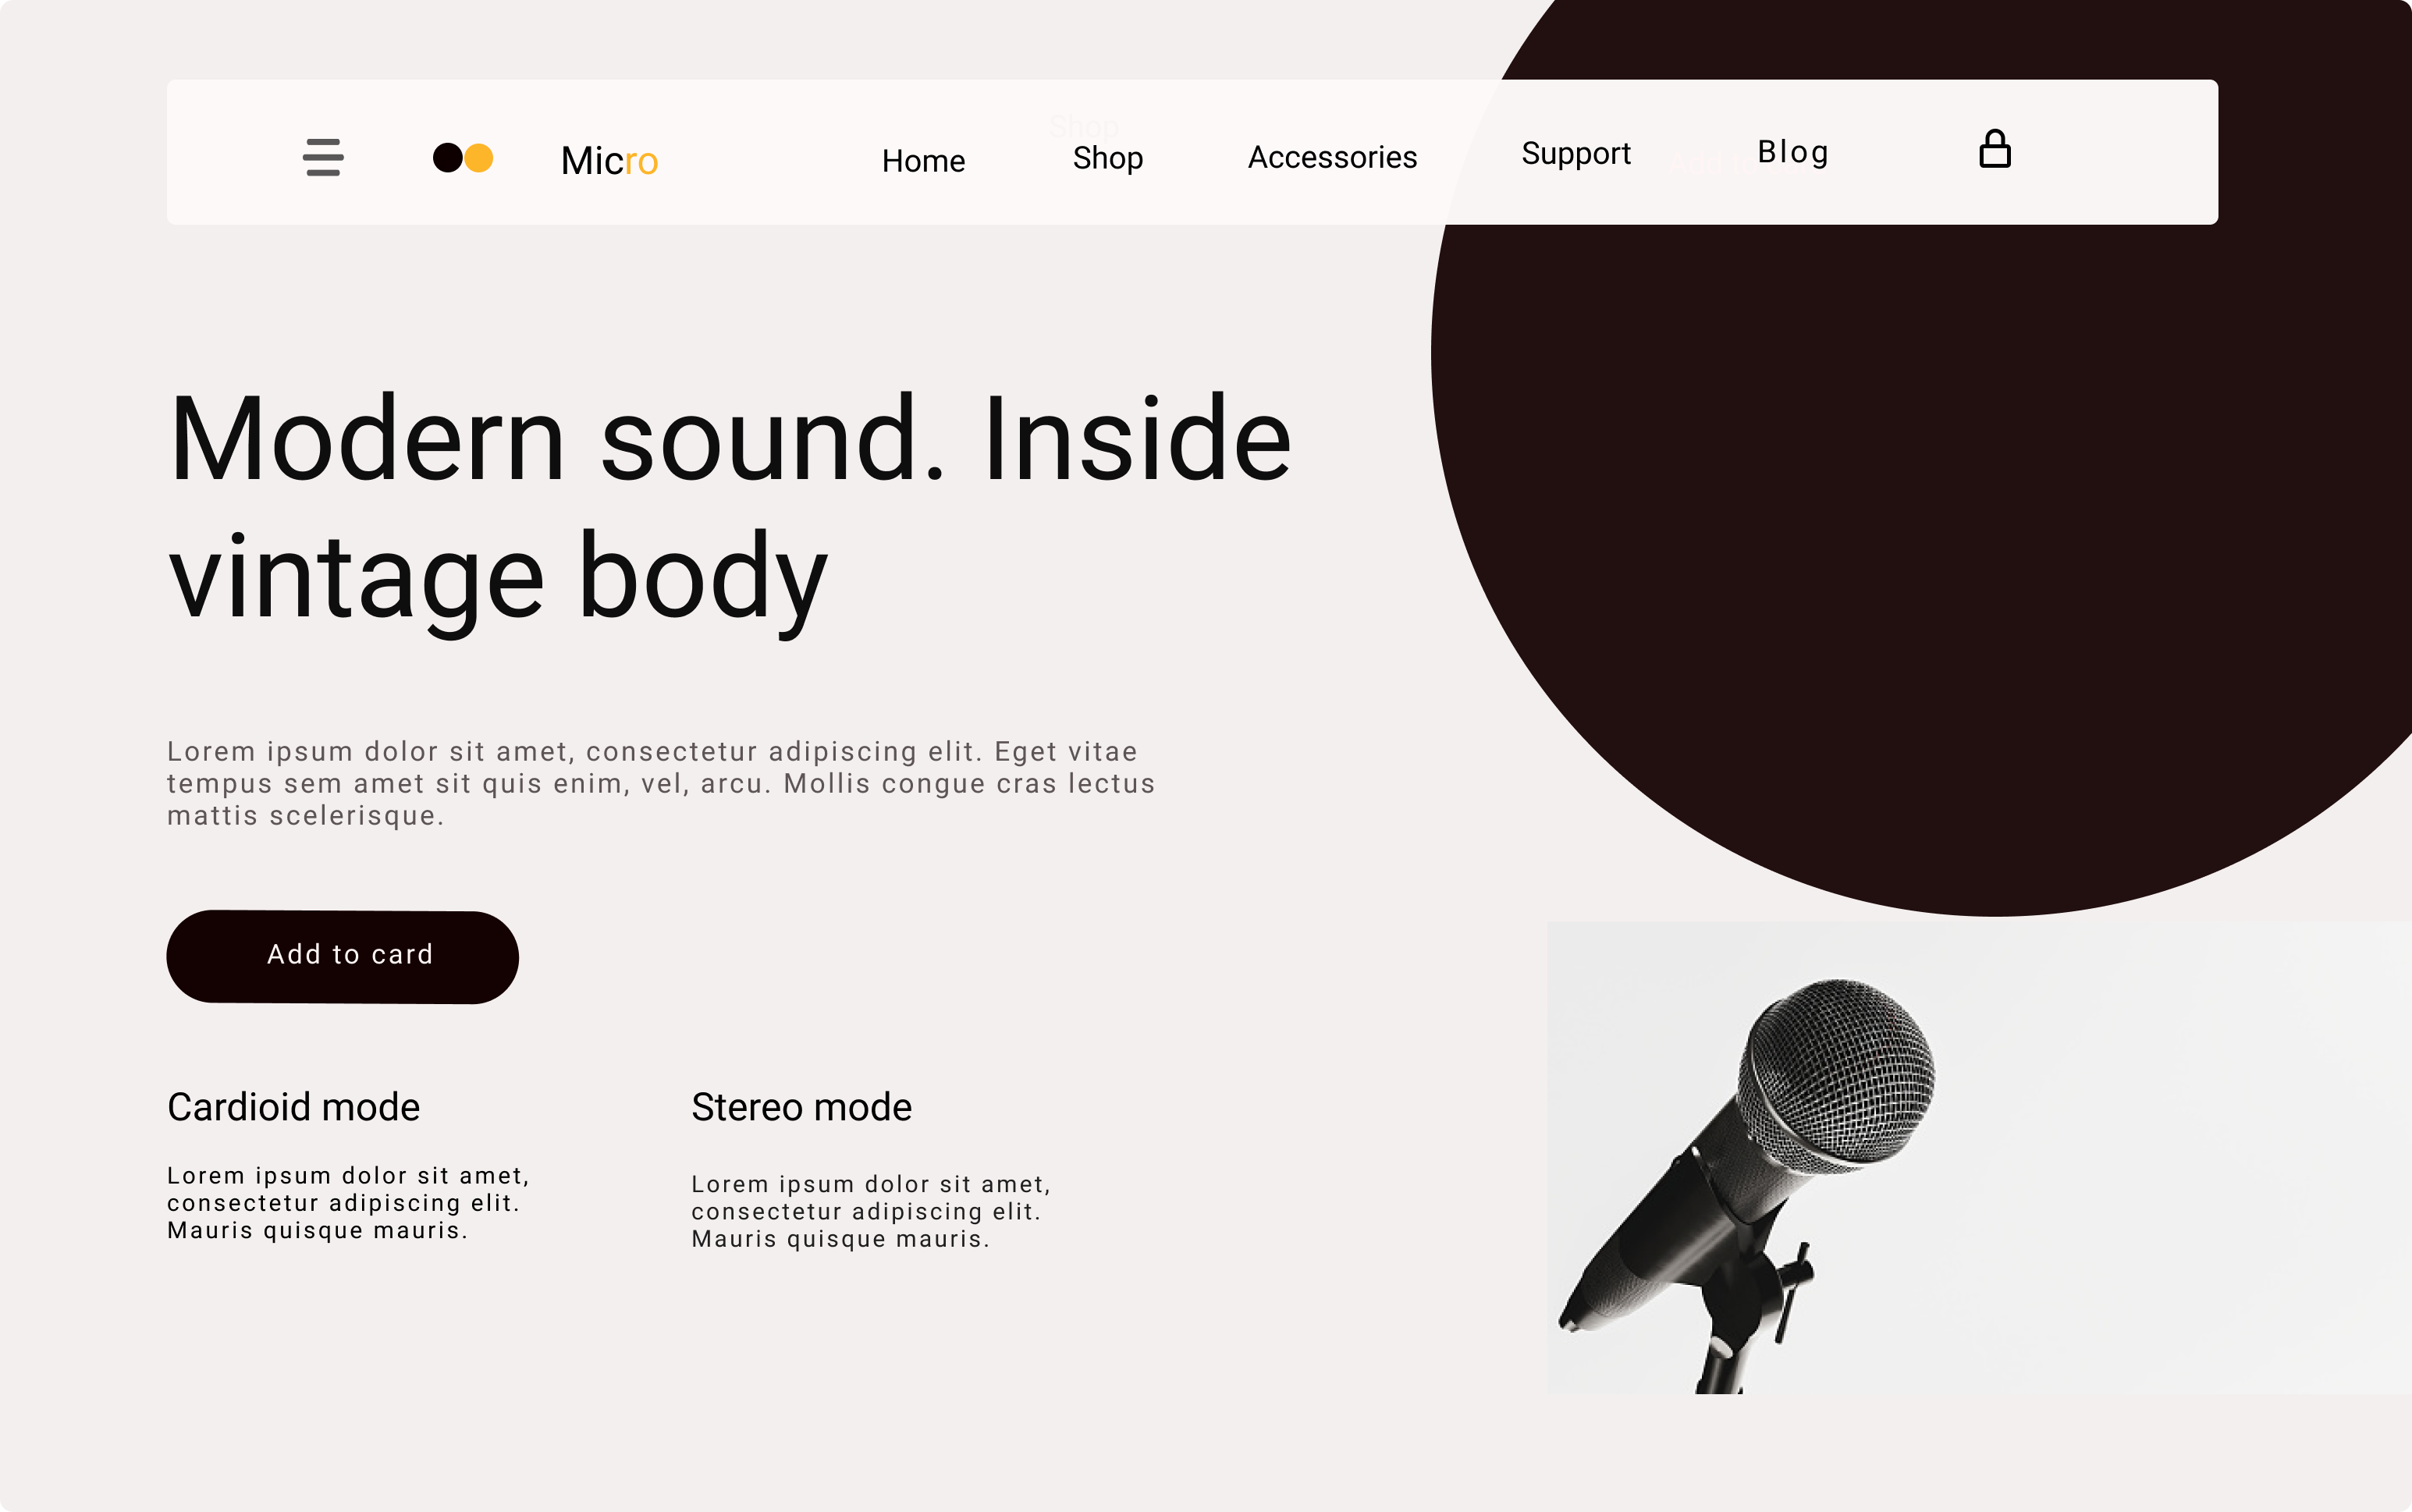 Shop
Micro
Home
Shop
Accessories
Support
Blog
Modern sound. Inside
vintage body
Lorem ipsum dolor sit amet, consectetur adipiscing elit. Eget vitae
tempus sem amet sit quis enim, vel, arcu. Mollis congue cras lectus
mattis scelerisque.
Add to card
Cardioid mode
Lorem ipsum dolor sit amet,
consectetur adipiscing elit.
Mauris quisque mauris.
Stereo mode
Lorem ipsum dolor sit amet,
consectetur adipiscing elit.
Mauris quisque mauris.